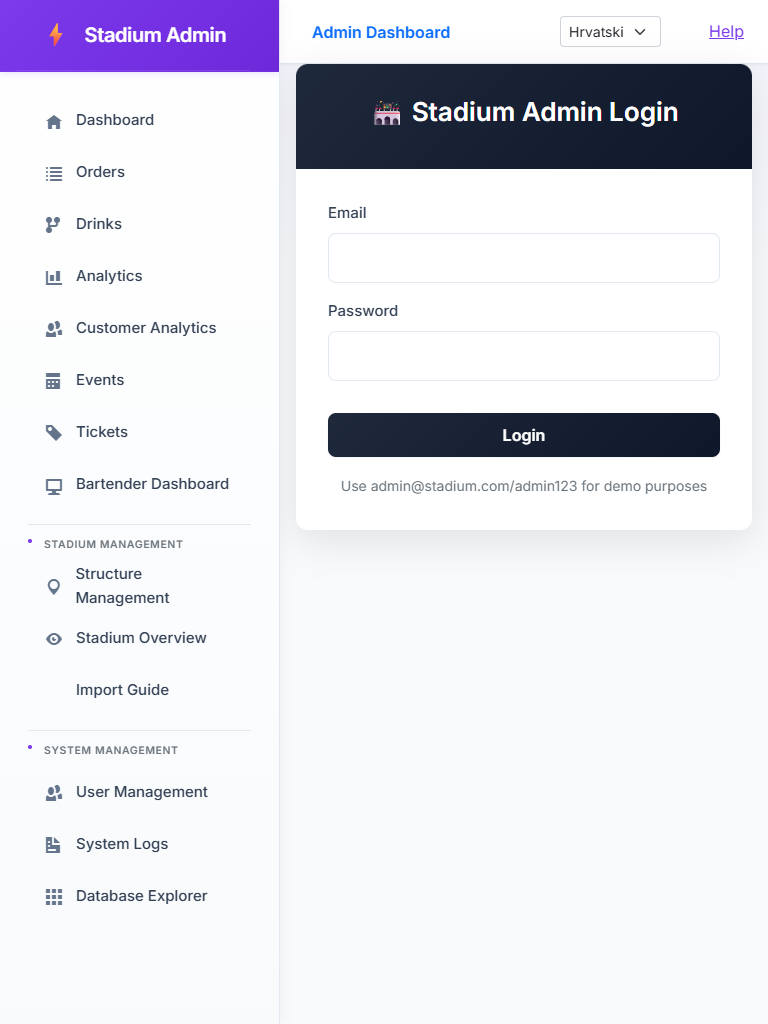 Stadium Admin
Dashboard
Orders
Drinks
Analytics
Customer Analytics
Events
Tickets
Bartender Dashboard
STADIUM MANAGEMENT
Structure
Management
Stadium Overview
Import Guide
SYSTEM MANAGEMENT
User Management
System Logs
Database Explorer
Admin Dashboard
Hrvatski
Help
Stadium Admin Login
Email
Password
Login
Use admin@stadium.com/admin123 for demo purposes